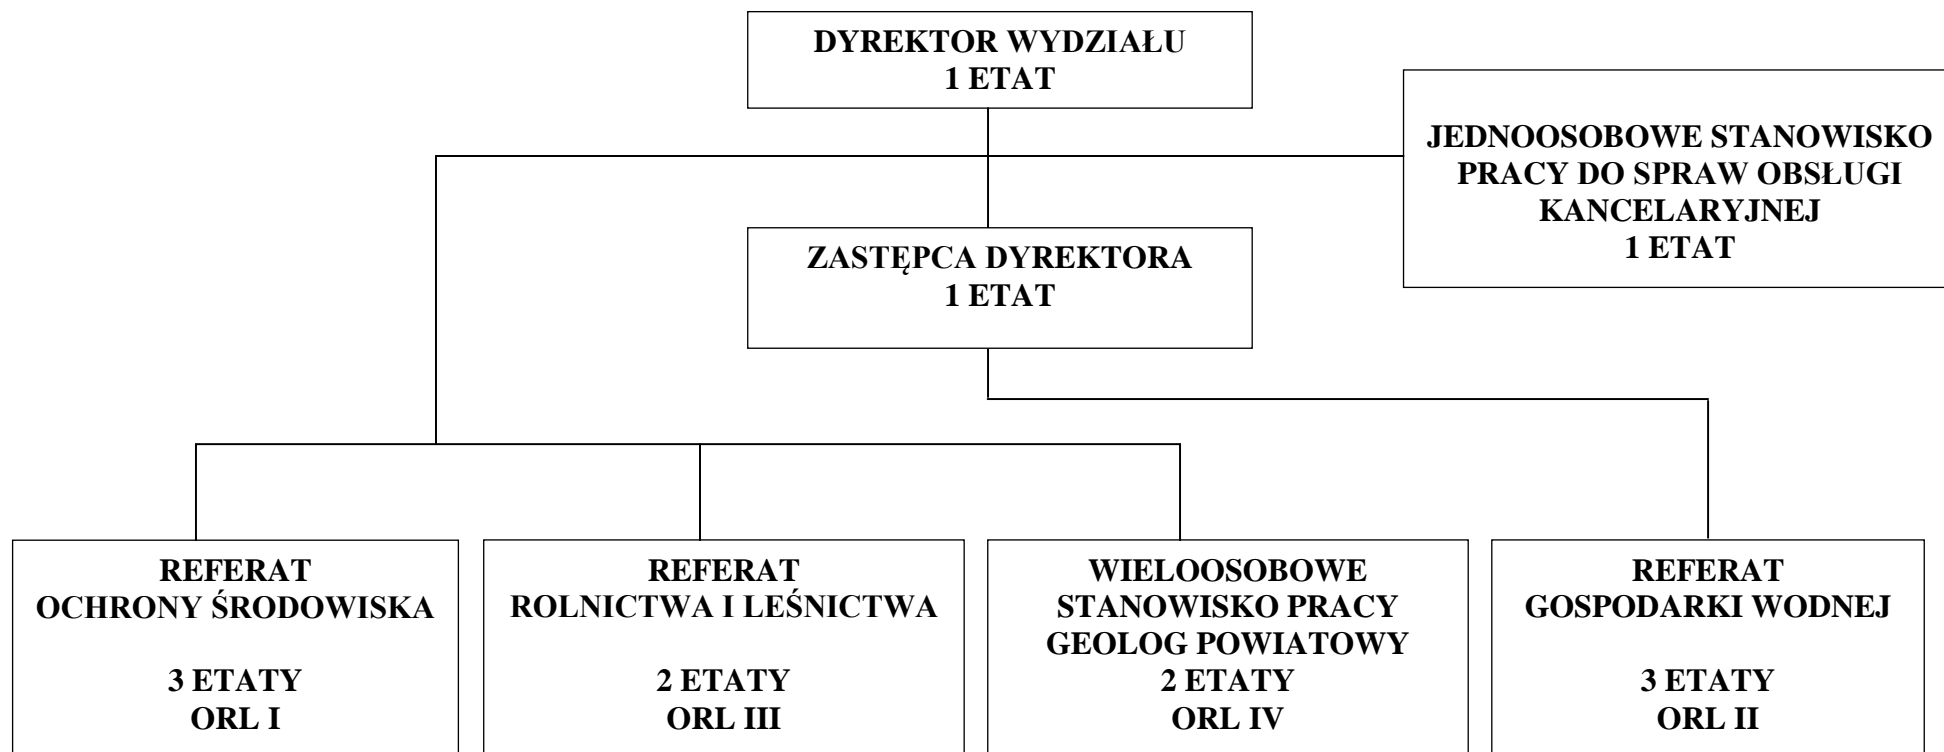 DYREKTOR WYDZIAŁU
1 ETAT
JEDNOOSOBOWE STANOWISKO
PRACY DO SPRAW OBSŁUGI
KANCELARYJNEJ
1 ETAT
ZASTĘPCA DYREKTORA
1 ETAT
REFERAT
OCHRONY ŚRODOWISKA
3 ETATY
ORL I
REFERAT
ROLNICTWA I LEŚNICTWA
2 ETATY
ORL III
WIELOOSOBOWE
STANOWISKO PRACY
GEOLOG POWIATOWY
2 ETATY
ORL IV
REFERAT
GOSPODARKI WODNEJ
3 ETATY
ORL II